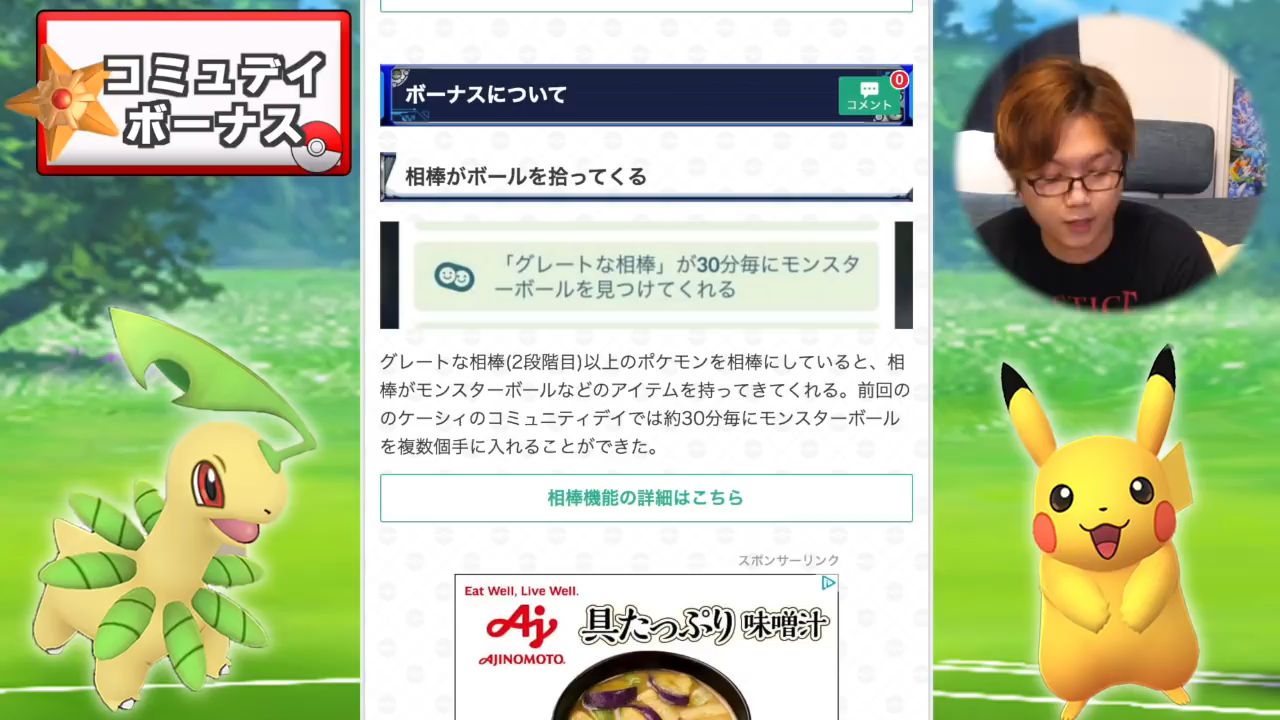 コミュデイ
ボーナス
ボーナスについて
0
コメント
相棒がボールを拾ってくる
「グレートな相棒」が30分毎にモンスタ
ーボールを見つけてくれる
グレートな相棒(2段階目)以上のポケモンを相棒にしていると、相
棒がモンスターボールなどのアイテムを持ってきてくれる。前回の
のケーシィのコミュニティデイでは約30分毎にモンスターボール
を複数個手に入れることができた。
相棒機能の詳細はこちら
スポンサーリンク
Eat Well, Live Well.
Aj
AJINOMOTO.
具たっぷり味噌汁